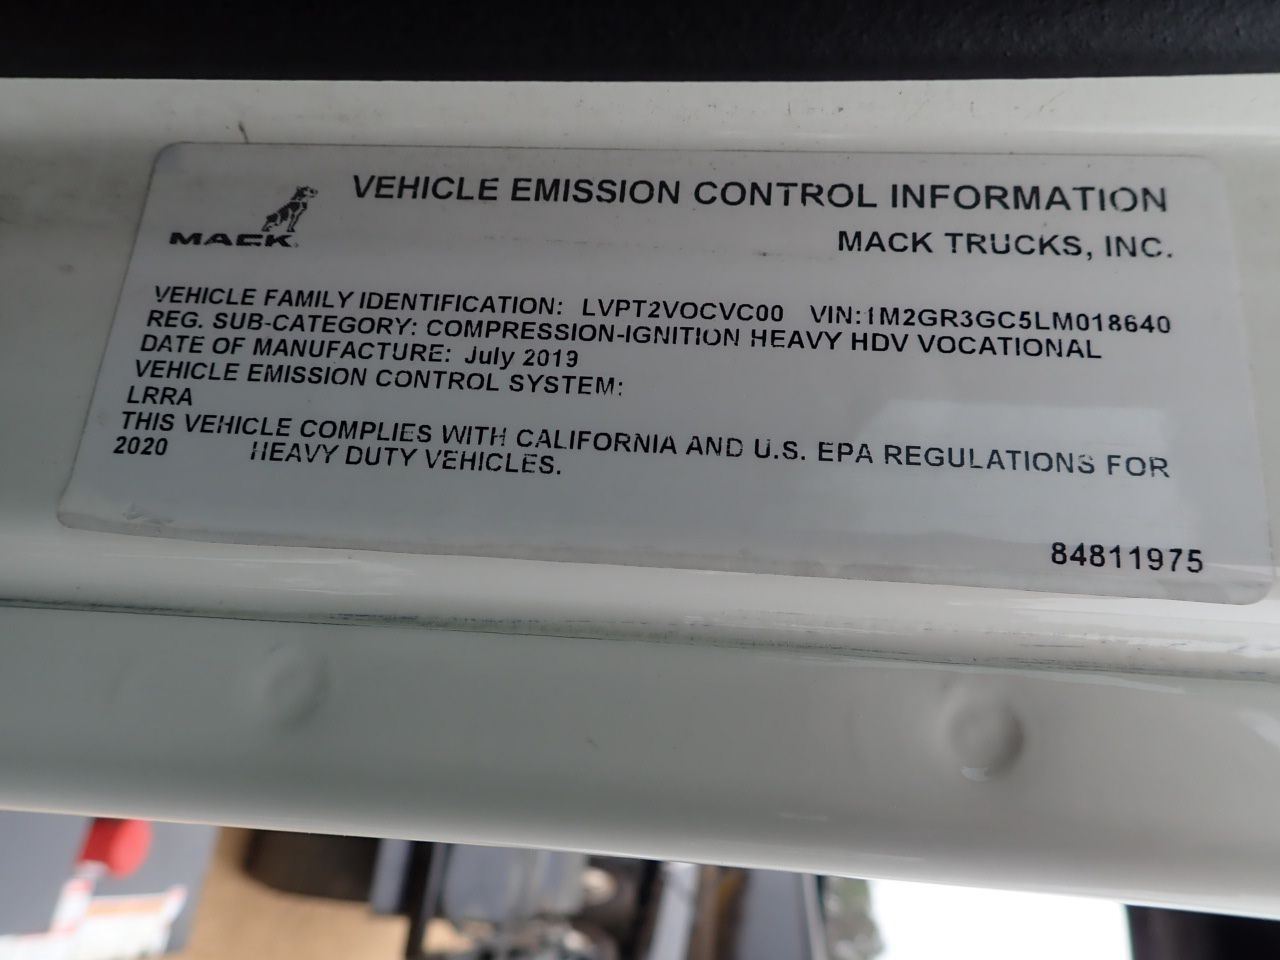 VEHICLE EMISSION CONTROL INFORMATION
MACK
MACK TRUCKS, INC.
VEHICLE FAMILY IDENTIFICATION: LVPT2VOCVC00 VIN:1M2GR3GC5LM018640
REG. SUB-CATEGORY: COMPRESSION-IGNITION HEAVY HDV VOCATIONAL
DATE OF MANUFACTURE: July 2019
VEHICLE EMISSION CONTROL SYSTEM:
LRRA
THIS VEHICLE COMPLIES WITH CALIFORNIA AND U.S. EPA REGULATIONS FOR
2020 HEAVY DUTY VEHICLES.
84811975